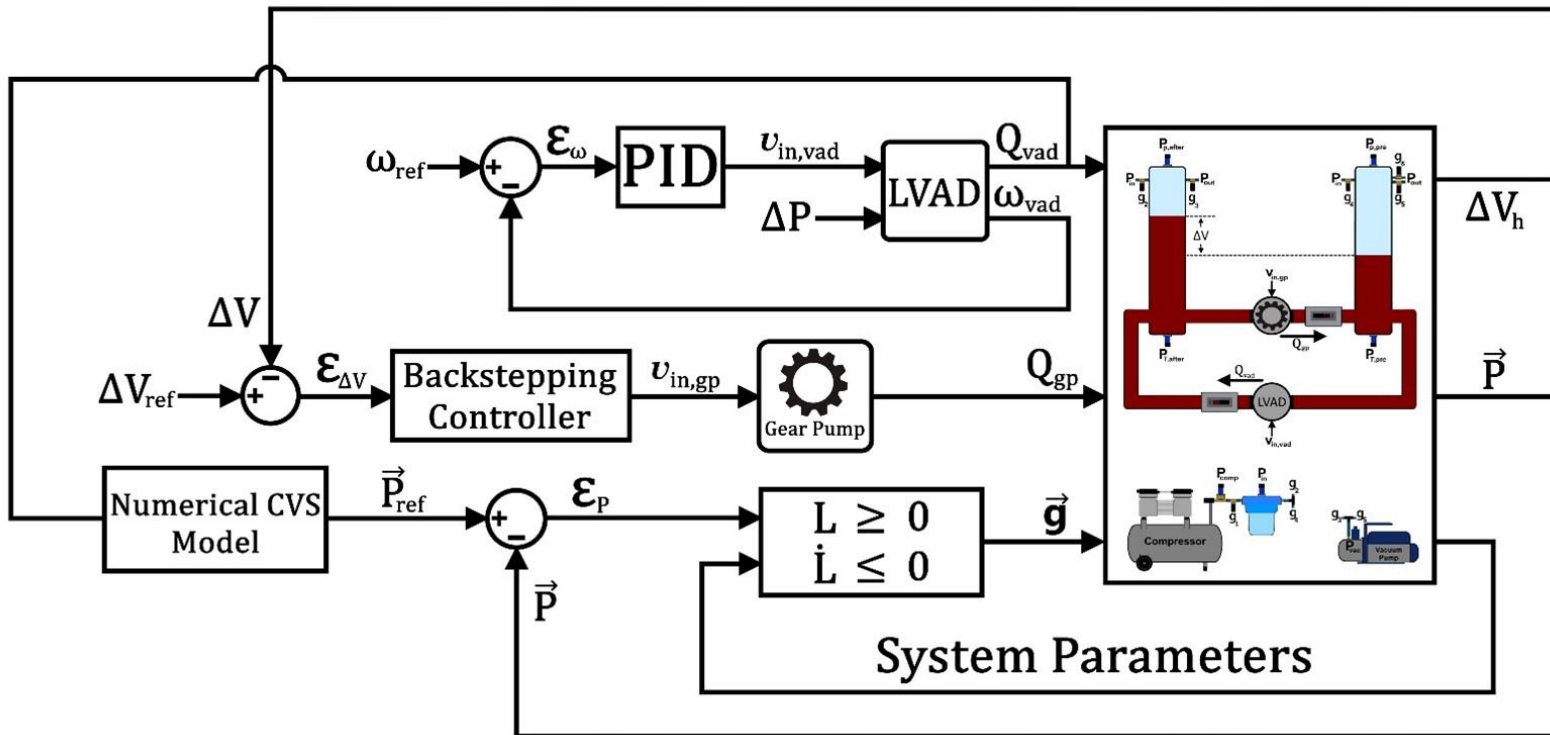 ω_ref
+
-
ε_ω
PID
v_in,vad
ΔP
LVAD
Q_vad
ω_vad
ΔV
ΔV_ref
+
-
ε_ΔV
Backstepping
Controller
v_in,gp
Gear Pump
Q_gp
Numerical CVS
Model
P⃗_ref
+
-
ε_P
P⃗
L ≥ 0
L̇ ≤ 0
g⃗
System Parameters
P_p,after
P_in
g_2
P_out
g_3
ΔV
P_p,pre
P_in
g_4
g_6
P_out
g_5
v_in,gp
Q_gp
P_T,after
P_T,pre
Q_vad
LVAD
v_in,vad
P_comp
P_in
g_1
g_2
Compressor
P_vac
Vacuum
Pump
ΔV_h
P⃗